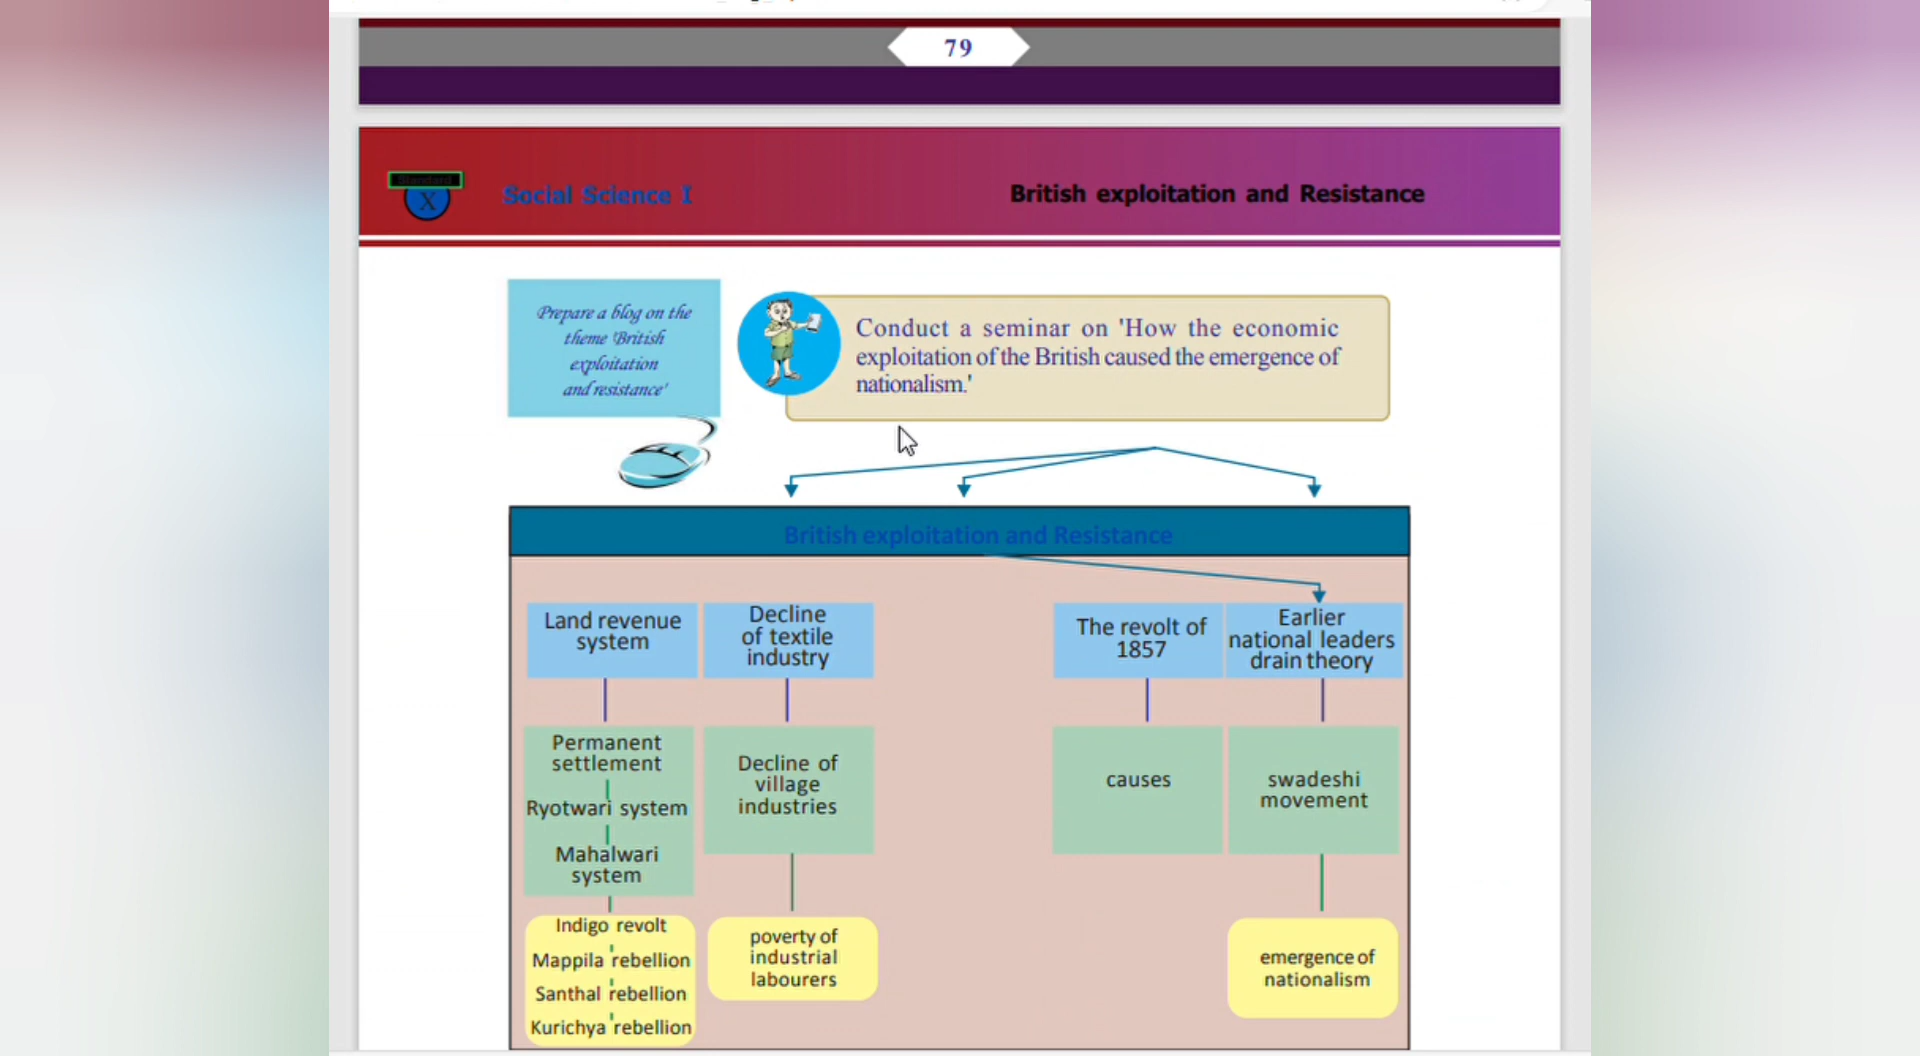 79
Standard
X
Social Science I
British exploitation and Resistance
Prepare a blog on the
theme 'British
exploitation
and resistance'
Conduct a seminar on 'How the economic
exploitation of the British caused the emergence of
nationalism.'
British exploitation and Resistance
Land revenue
system
Decline
of textile
industry
The revolt of
1857
Earlier
national leaders
drain theory
Permanent
settlement
Ryotwari system
Mahalwari
system
Decline of
village
industries
causes
swadeshi
movement
Indigo revolt
Mappila rebellion
Santhal rebellion
Kurichya rebellion
poverty of
industrial
labourers
emergence of
nationalism